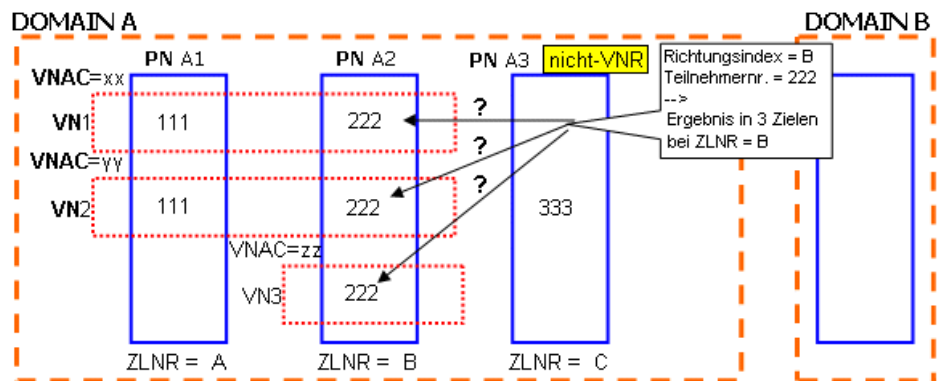 DOMAIN A
DOMAIN B
PN A1
PN A2
PN A3
nicht-VNR
Richtungsindex = B
Teilnehmernr. = 222
-->
Ergebnis in 3 Zielen
bei ZLNR = B
VNAC=xx
VN1
111
222
?
VNAC=yy
?
VN2
111
222
?
333
VNAC=zz
VN3
222
ZLNR = A
ZLNR = B
ZLNR = C